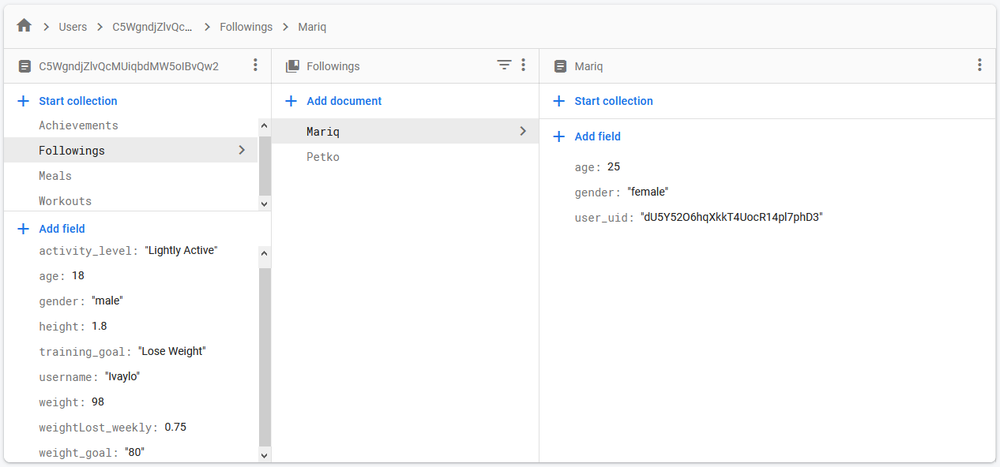 Users
C5WgndjZlvQc...
Followings
Mariq
C5WgndjZlvQcMUiqbdMW5oIBvQw2
Start collection
Achievements
Followings
Meals
Workouts
Add field
activity_level: "Lightly Active"
age: 18
gender: "male"
height: 1.8
training_goal: "Lose Weight"
username: "Ivaylo"
weight: 98
weightLost_weekly: 0.75
weight_goal: "80"
Followings
Add document
Mariq
Petko
Mariq
Start collection
Add field
age: 25
gender: "female"
user_uid: "dU5Y52O6hqXkkT4UocR14pl7phD3"